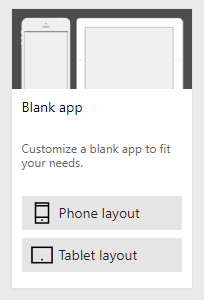 Blank app
Customize a blank app to fit
your needs.
Phone layout
Tablet layout